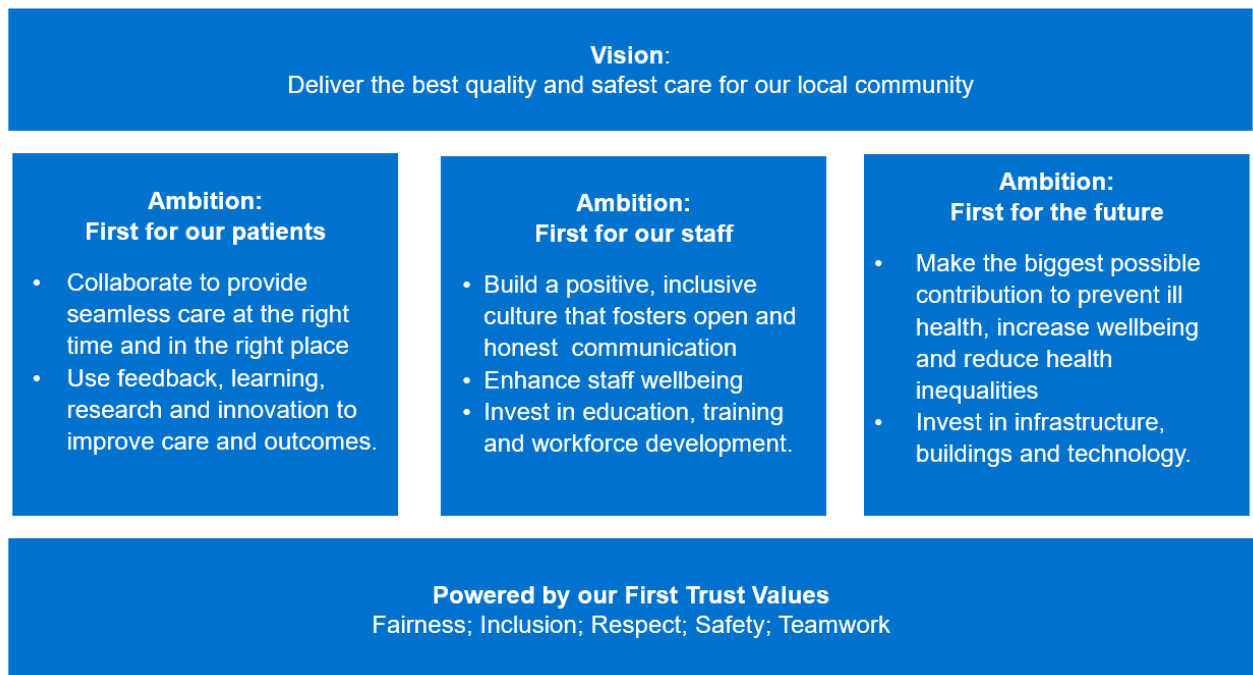 Vision:
Deliver the best quality and safest care for our local community
Ambition:
First for our patients
• Collaborate to provide
seamless care at the right
time and in the right place
• Use feedback, learning,
research and innovation to
improve care and outcomes.
Ambition:
First for our staff
• Build a positive, inclusive
culture that fosters open and
honest  communication
• Enhance staff wellbeing
• Invest in education, training
and workforce development.
Ambition:
First for the future
• Make the biggest possible
contribution to prevent ill
health, increase wellbeing
and reduce health
inequalities
• Invest in infrastructure,
buildings and technology.
Powered by our First Trust Values
Fairness; Inclusion; Respect; Safety; Teamwork